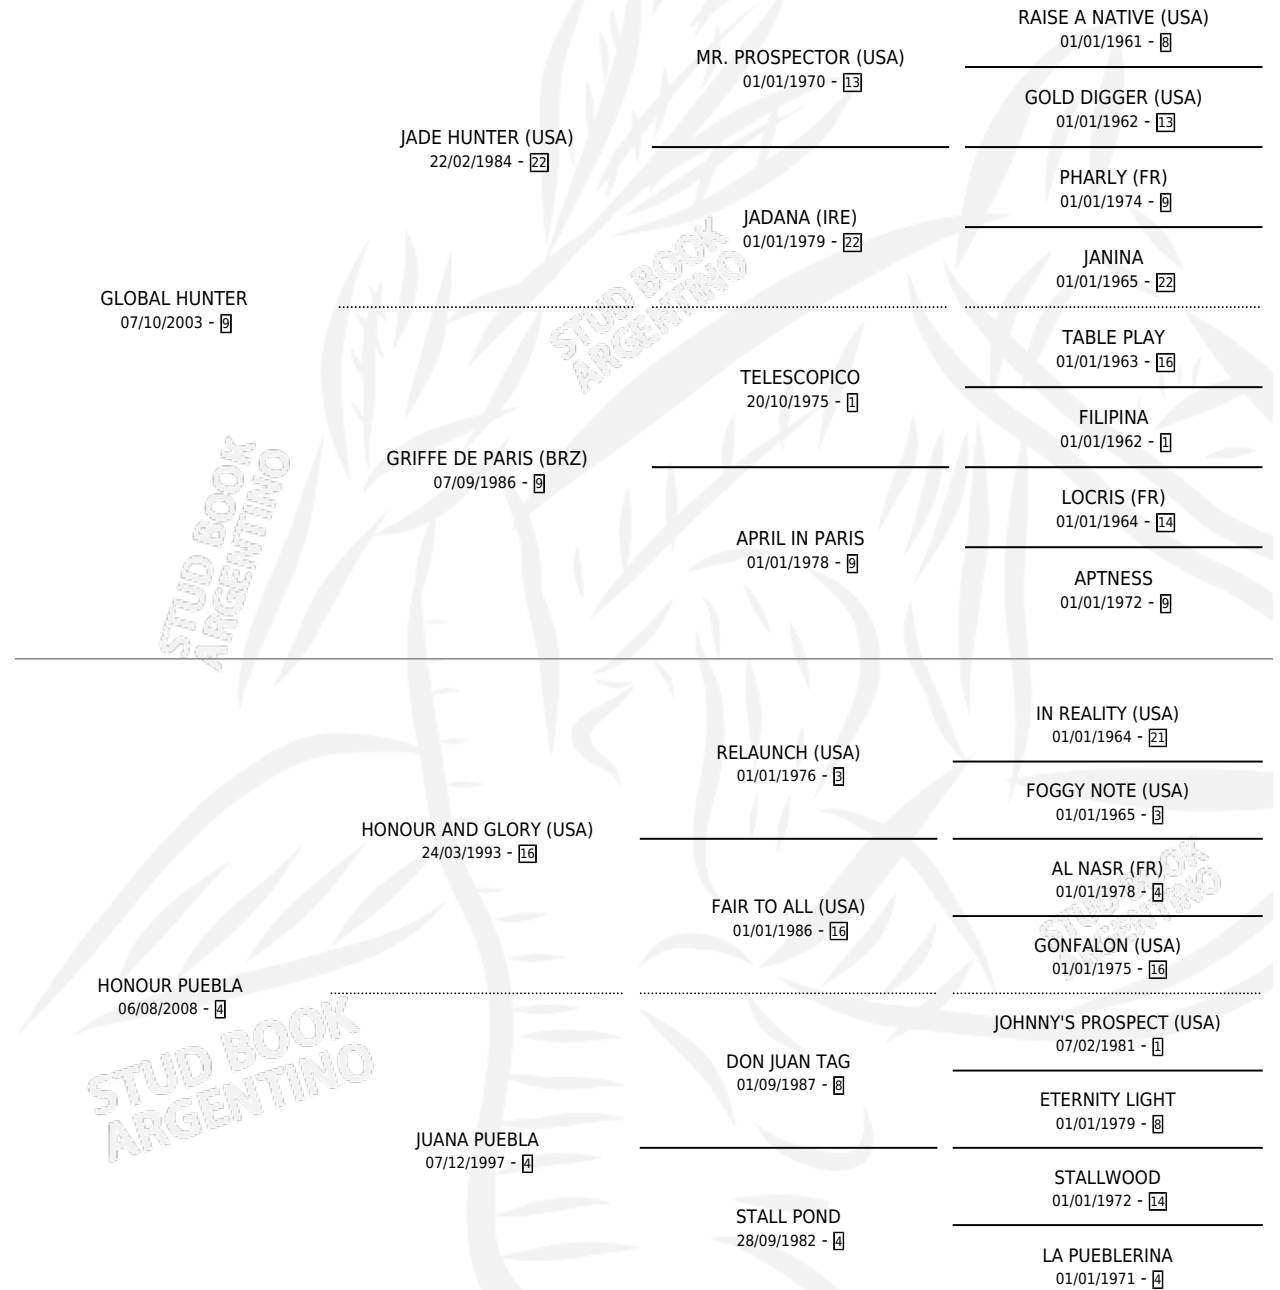 RAISE A NATIVE (USA)
01/01/1961 - 8
MR. PROSPECTOR (USA)
01/01/1970 - 13
GOLD DIGGER (USA)
01/01/1962 - 13
JADE HUNTER (USA)
22/02/1984 - 22
PHARLY (FR)
01/01/1974 - 9
JADANA (IRE)
01/01/1979 - 22
JANINA
01/01/1965 - 22
GLOBAL HUNTER
07/10/2003 - 9
TABLE PLAY
01/01/1963 - 16
TELESCOPICO
20/10/1975 - 1
FILIPINA
01/01/1962 - 1
GRIFFE DE PARIS (BRZ)
07/09/1986 - 9
LOCRIS (FR)
01/01/1964 - 14
APRIL IN PARIS
01/01/1978 - 9
APTNESS
01/01/1972 - 9
IN REALITY (USA)
01/01/1964 - 21
RELAUNCH (USA)
01/01/1976 - 3
FOGGY NOTE (USA)
01/01/1965 - 3
HONOUR AND GLORY (USA)
24/03/1993 - 16
AL NASR (FR)
01/01/1978 - 4
FAIR TO ALL (USA)
01/01/1986 - 16
GONFALON (USA)
01/01/1975 - 16
HONOUR PUEBLA
06/08/2008 - 4
JOHNNY'S PROSPECT (USA)
07/02/1981 - 1
DON JUAN TAG
01/09/1987 - 8
ETERNITY LIGHT
01/01/1979 - 8
JUANA PUEBLA
07/12/1997 - 4
STALLWOOD
01/01/1972 - 14
STALL POND
28/09/1982 - 4
LA PUEBLERINA
01/01/1971 - 4
STUD BOOK
ARGENTINO
STUD BOOK
ARGENTINO
STUD BOOK
ARGENTINO
STUD BOOK
ARGENTINO